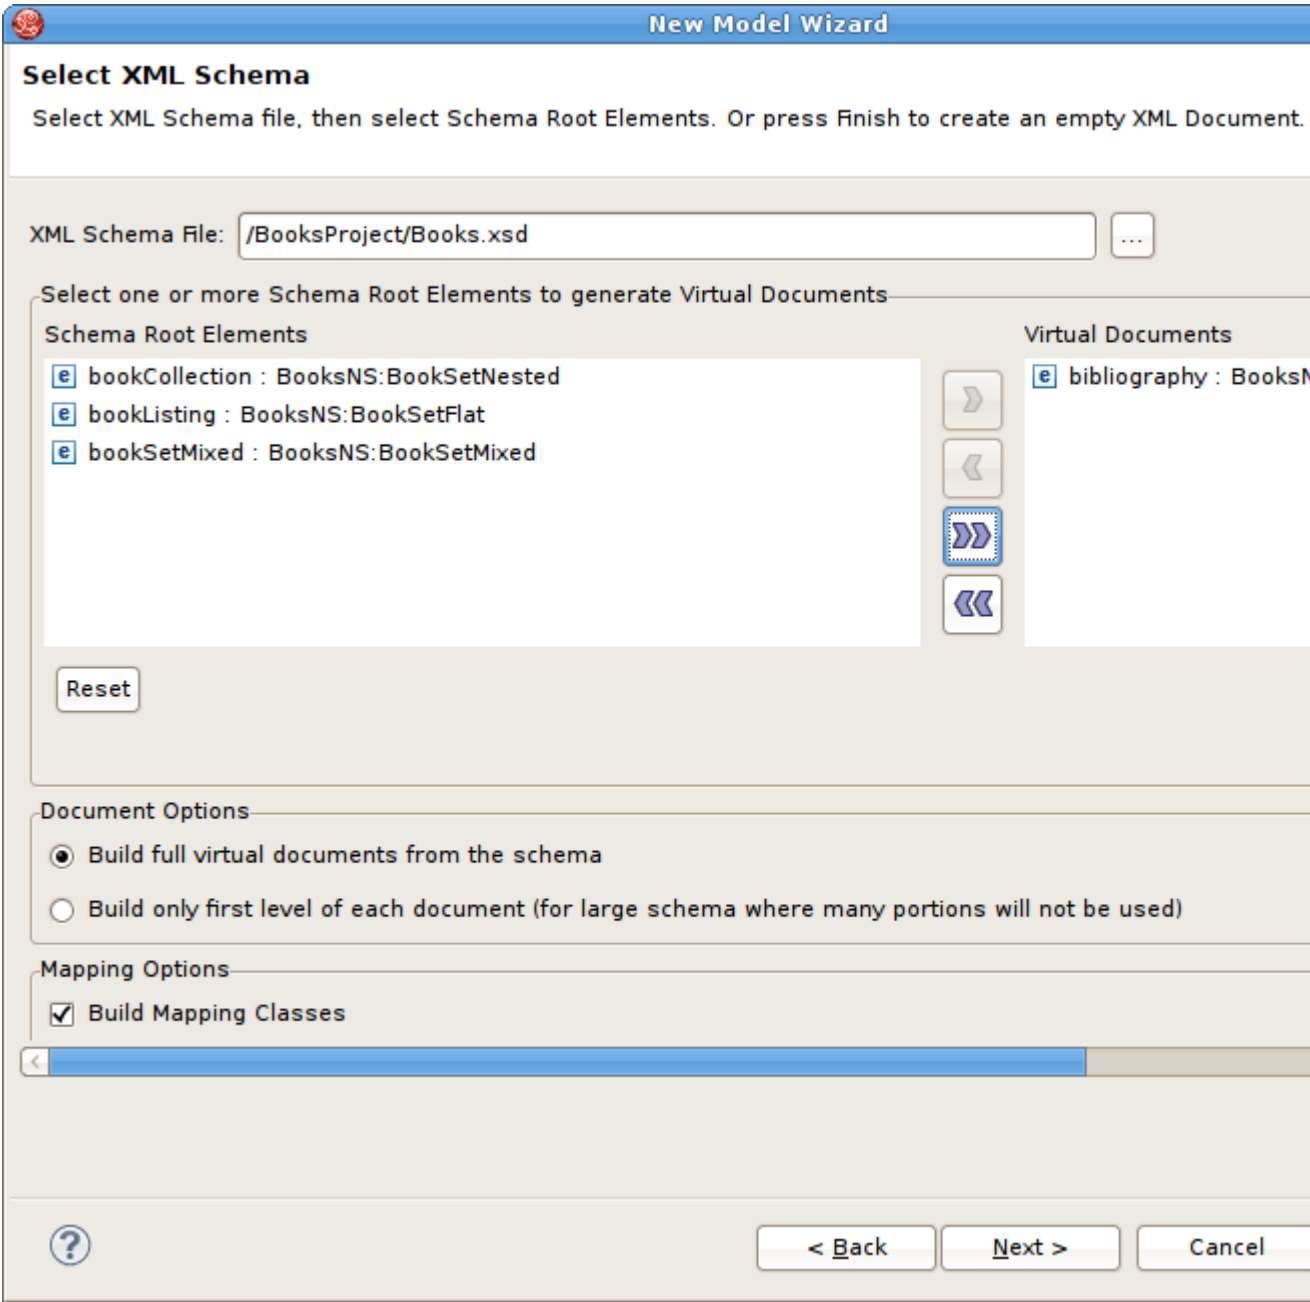 New Model Wizard
Select XML Schema
Select XML Schema file, then select Schema Root Elements. Or press Finish to create an empty XML Document.
XML Schema File: /BooksProject/Books.xsd ...
Select one or more Schema Root Elements to generate Virtual Documents
Schema Root Elements Virtual Documents
e bookCollection : BooksNS:BookSetNested e bibliography : BooksN
e bookListing : BooksNS:BookSetFlat
e bookSetMixed : BooksNS:BookSetMixed
Reset
Document Options
Build full virtual documents from the schema
Build only first level of each document (for large schema where many portions will not be used)
Mapping Options
Build Mapping Classes
? < Back Next > Cancel